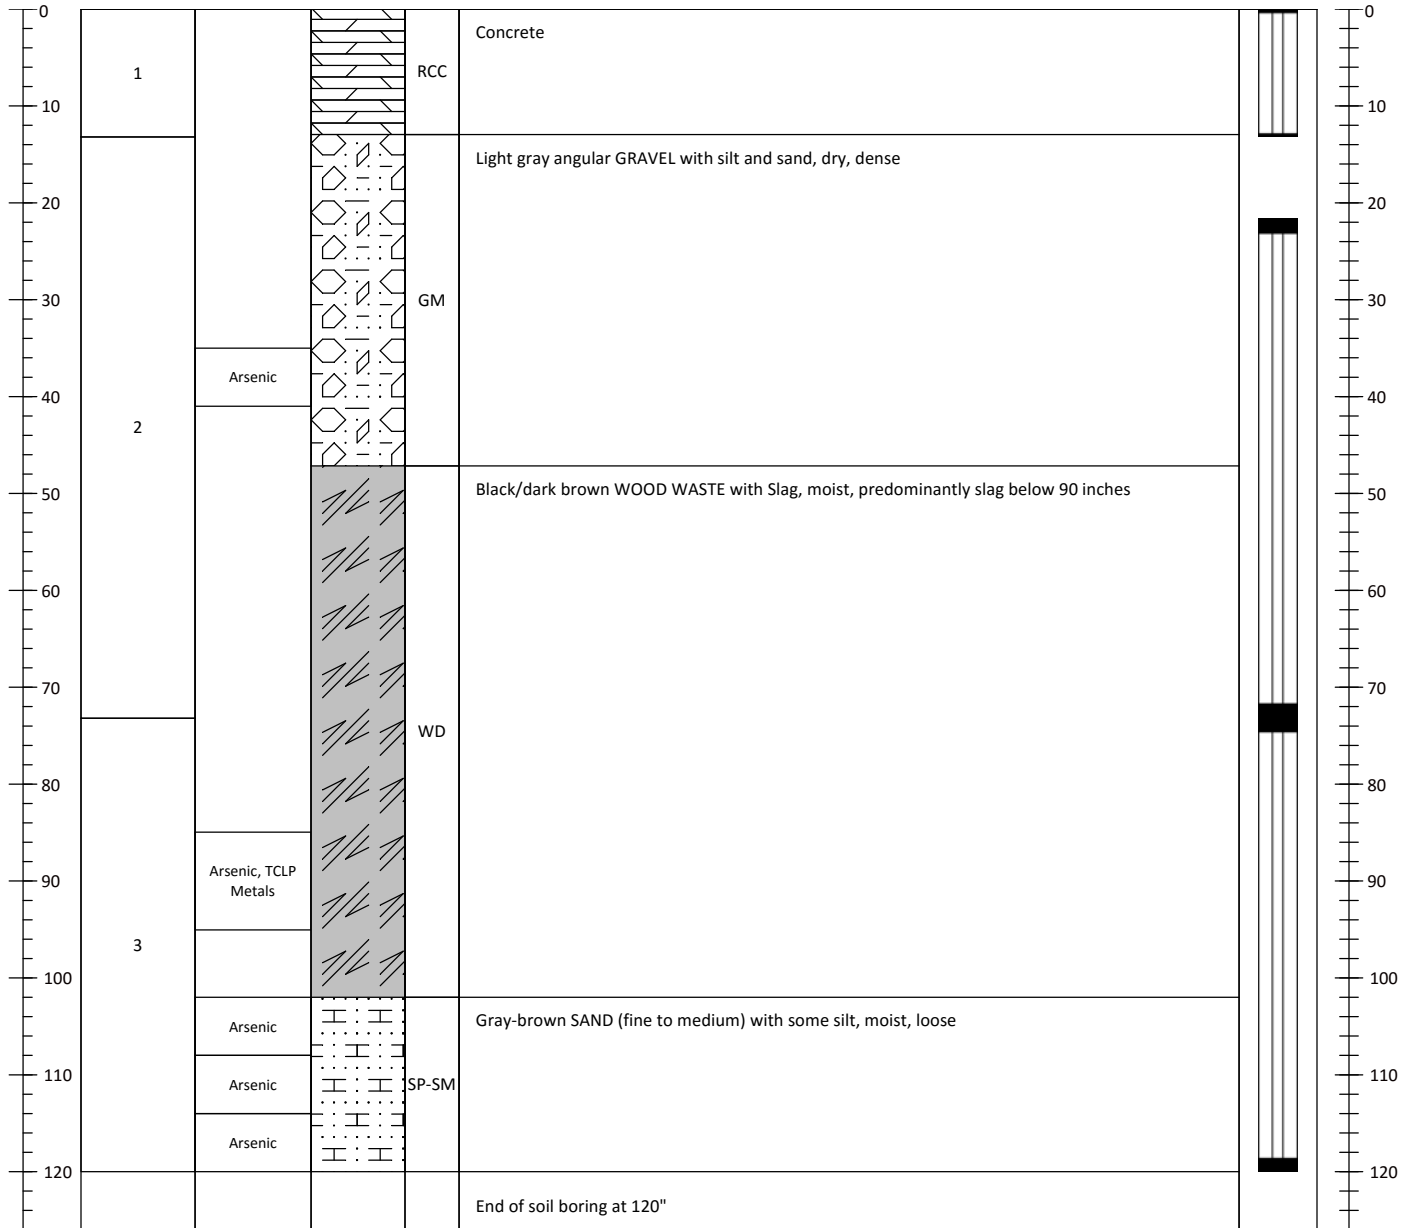 0
0
Concrete
1
RCC
10
10
Light gray angular GRAVEL with silt and sand, dry, dense
20
20
30
GM
30
Arsenic
40
40
2
50
Black/dark brown WOOD WASTE with Slag, moist, predominantly slag below 90 inches
50
60
60
70
70
WD
80
80
Arsenic, TCLP
Metals
90
90
3
100
100
Arsenic
Gray-brown SAND (fine to medium) with some silt, moist, loose
110
Arsenic
SP-SM
110
Arsenic
120
120
End of soil boring at 120"